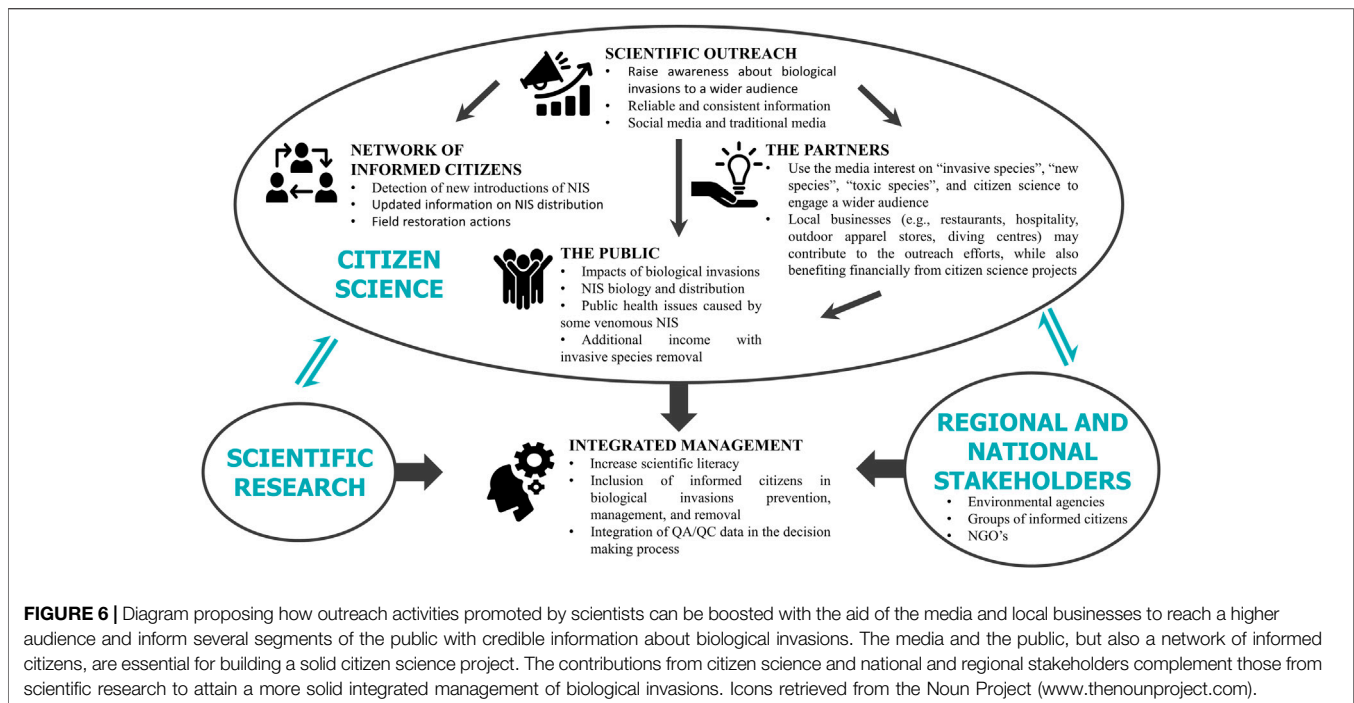 SCIENTIFIC OUTREACH
• Raise awareness about biological
invasions to a wider audience
• Reliable and consistent information
• Social media and traditional media
NETWORK OF
INFORMED CITIZENS
• Detection of new introductions of NIS
• Updated information on NIS distribution
• Field restoration actions
THE PARTNERS
• Use the media interest on “invasive species”, “new
species”, “toxic species”, and citizen science to
engage a wider audience
• Local businesses (e.g., restaurants, hospitality,
outdoor apparel stores, diving centres) may
contribute to the outreach efforts, while also
benefiting financially from citizen science projects
CITIZEN
SCIENCE
THE PUBLIC
• Impacts of biological invasions
• NIS biology and distribution
• Public health issues caused by
some venomous NIS
• Additional income with
invasive species removal
SCIENTIFIC
RESEARCH
INTEGRATED MANAGEMENT
• Increase scientific literacy
• Inclusion of informed citizens in
biological invasions prevention,
management, and removal
• Integration of QA/QC data in the decision
making process
REGIONAL AND
NATIONAL
STAKEHOLDERS
• Environmental agencies
• Groups of informed citizens
• NGO’s
FIGURE 6 | Diagram proposing how outreach activities promoted by scientists can be boosted with the aid of the media and local businesses to reach a higher
audience and inform several segments of the public with credible information about biological invasions. The media and the public, but also a network of informed
citizens, are essential for building a solid citizen science project. The contributions from citizen science and national and regional stakeholders complement those from
scientific research to attain a more solid integrated management of biological invasions. Icons retrieved from the Noun Project (www.thenounproject.com).